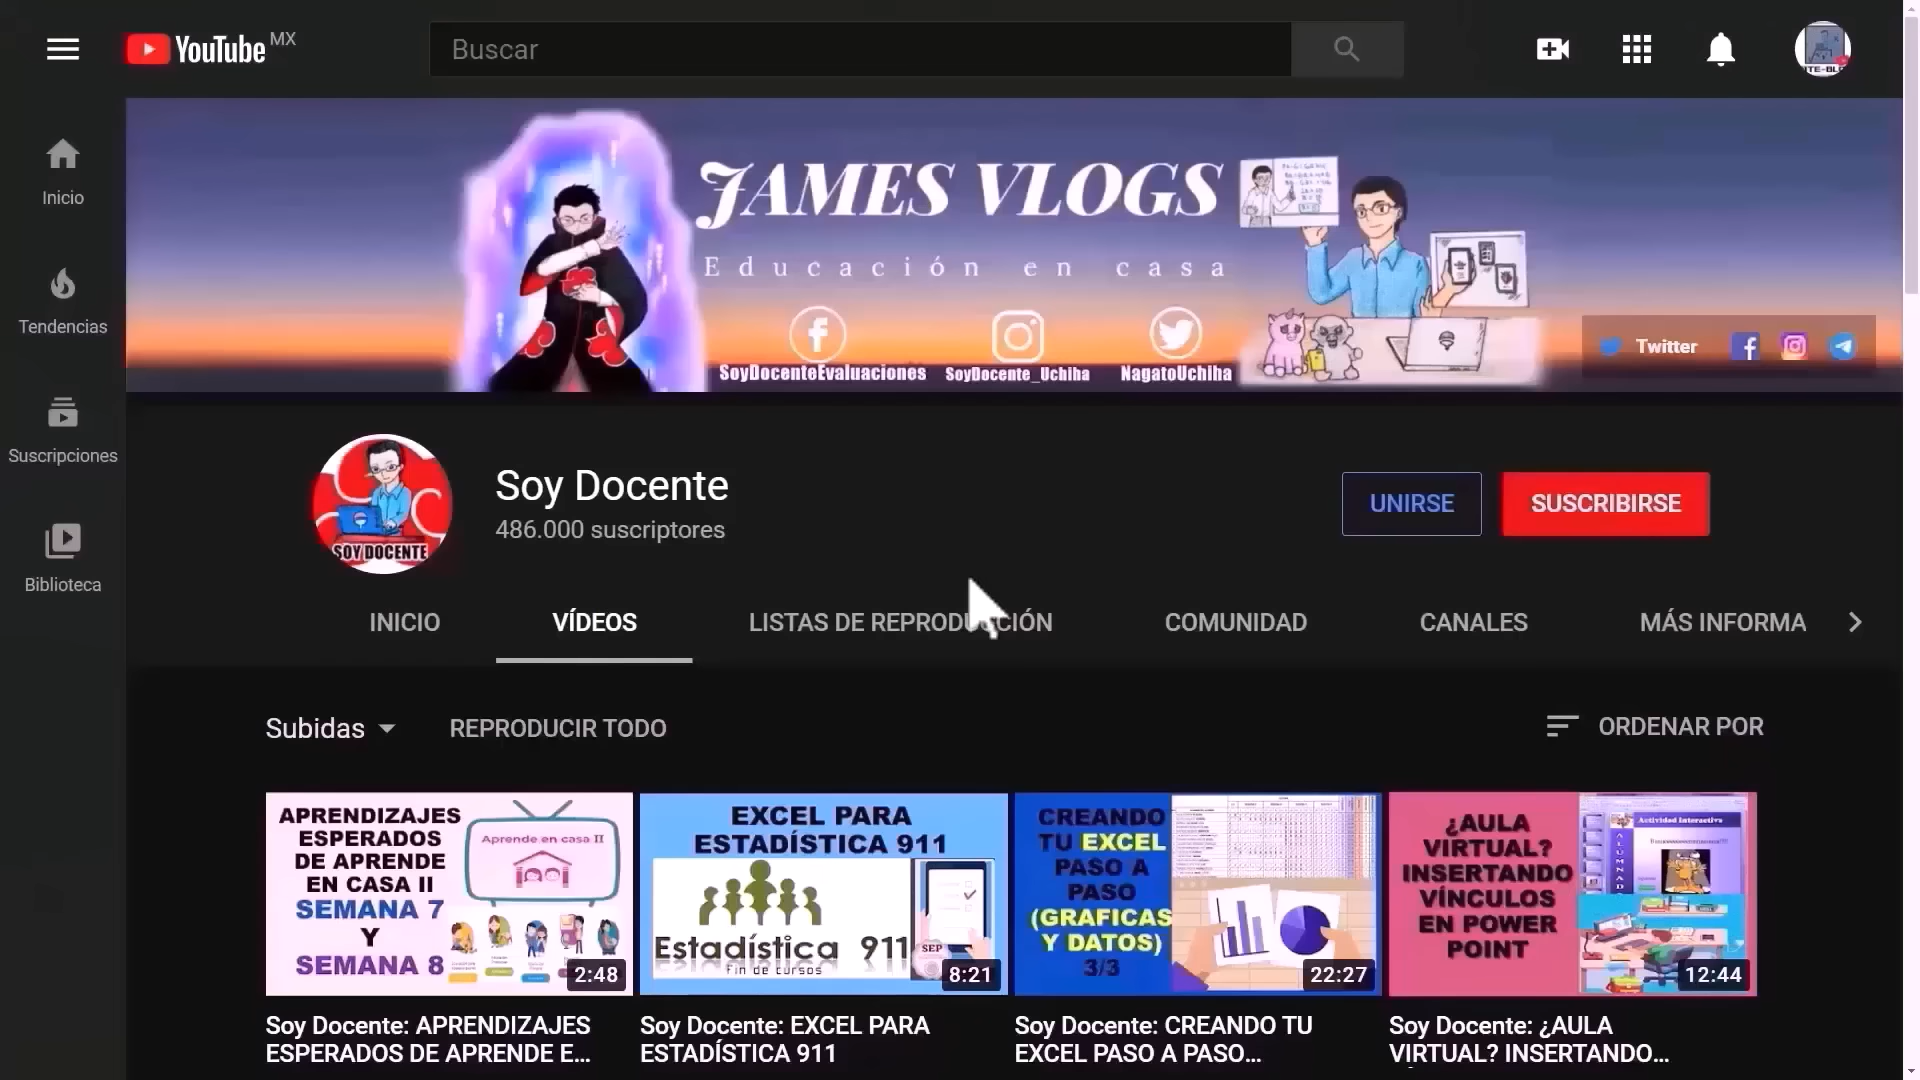 YouTube MX
Buscar
Inicio
Tendencias
Suscripciones
Biblioteca
JAMES VLOGS
Educación en casa
SoyDocenteEvaluaciones
SoyDocente_Uchiha
NagatoUchiha
Twitter
SOY DOCENTE
Soy Docente
486.000 suscriptores
UNIRSE
SUSCRIBIRSE
INICIO
VÍDEOS
LISTAS DE REPRODUCCIÓN
COMUNIDAD
CANALES
MÁS INFORMA
Subidas
REPRODUCIR TODO
ORDENAR POR
APRENDIZAJES
ESPERADOS
DE APRENDE
EN CASA II
SEMANA 7
Y
SEMANA 8
Aprende en casa II
2:48
EXCEL PARA
ESTADÍSTICA 911
Estadística 911
Fin de cursos
SEP
8:21
CREANDO
TU EXCEL
PASO A
PASO
(GRAFICAS
Y DATOS)
3/3
22:27
¿AULA
VIRTUAL?
INSERTANDO
VÍNCULOS
EN POWER
POINT
Actividad Interactiva
12:44
Soy Docente: APRENDIZAJES
ESPERADOS DE APRENDE E...
Soy Docente: EXCEL PARA
ESTADÍSTICA 911
Soy Docente: CREANDO TU
EXCEL PASO A PASO...
Soy Docente: ¿AULA
VIRTUAL? INSERTANDO...